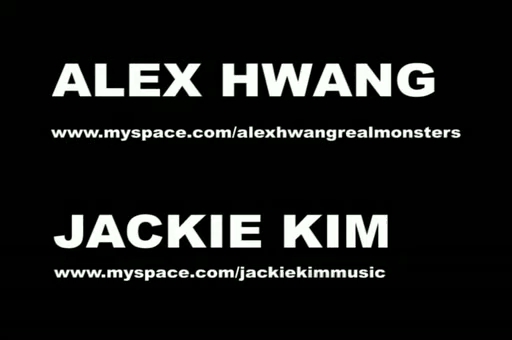 ALEX HWANG
www.myspace.com/alexhwangrealmonsters
JACKIE KIM
www.myspace.com/jackiekimmusic